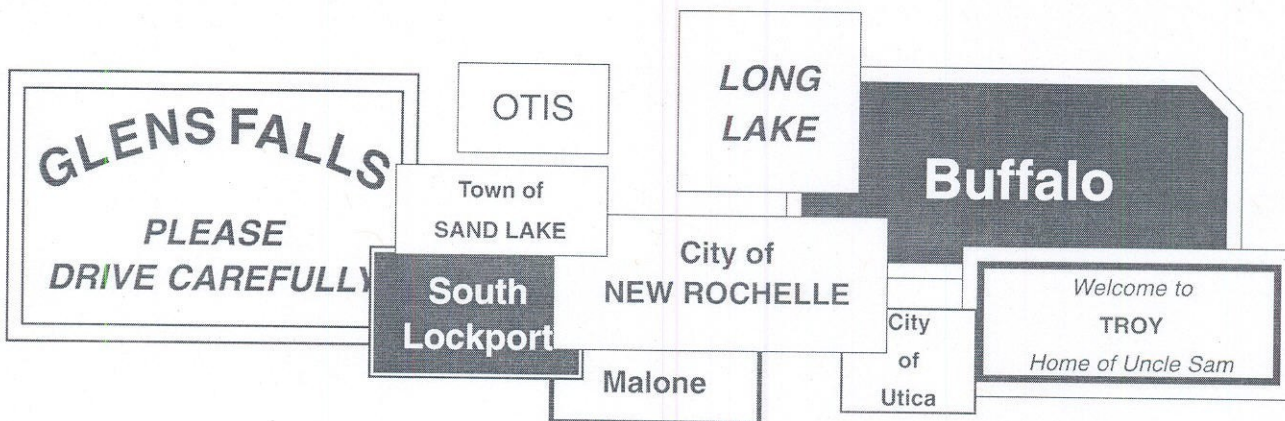 GLENS FALLS
PLEASE
DRIVE CAREFULLY
OTIS
Town of
SAND LAKE
South
Lockport
LONG
LAKE
City of
NEW ROCHELLE
Malone
Buffalo
City
of
Utica
Welcome to
TROY
Home of Uncle Sam